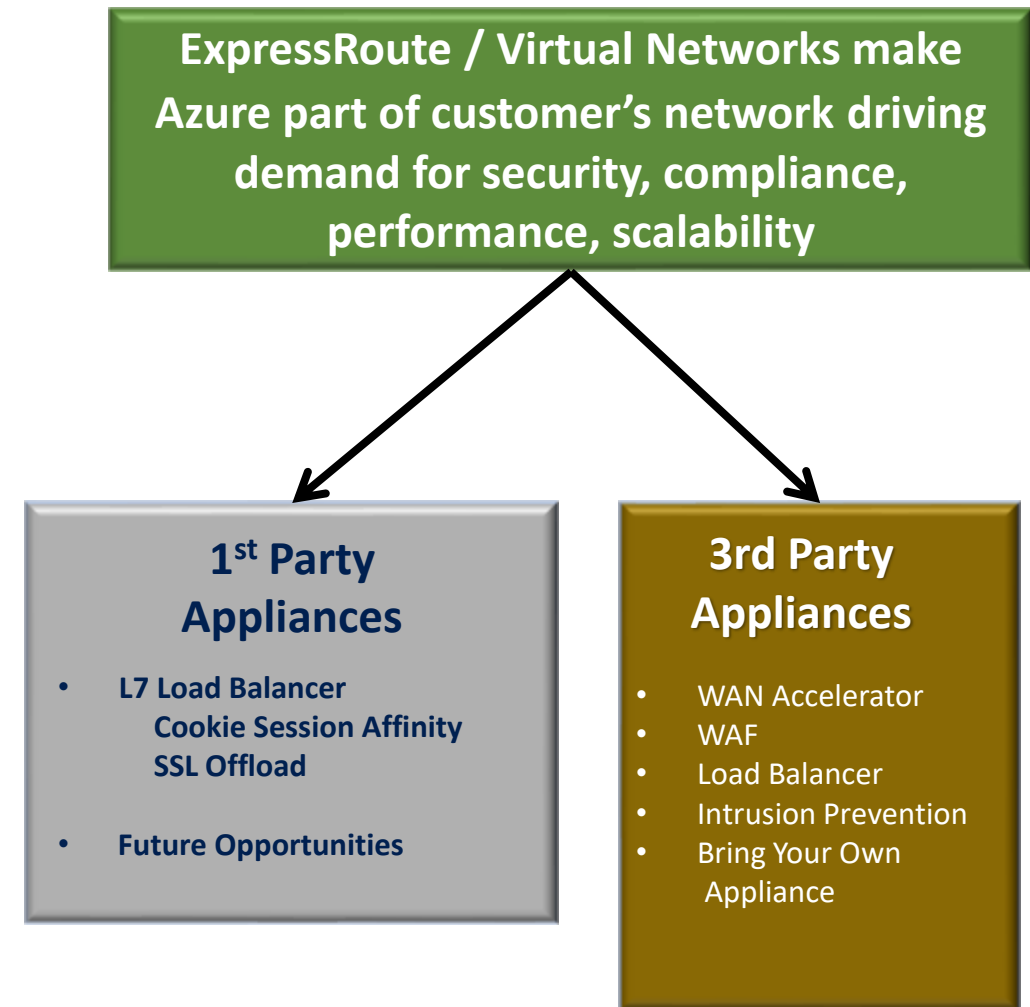 ExpressRoute / Virtual Networks make
Azure part of customer’s network driving
demand for security, compliance,
performance, scalability
1st Party
Appliances
• L7 Load Balancer
Cookie Session Affinity
SSL Offload
• Future Opportunities
3rd Party
Appliances
• WAN Accelerator
• WAF
• Load Balancer
• Intrusion Prevention
• Bring Your Own
Appliance